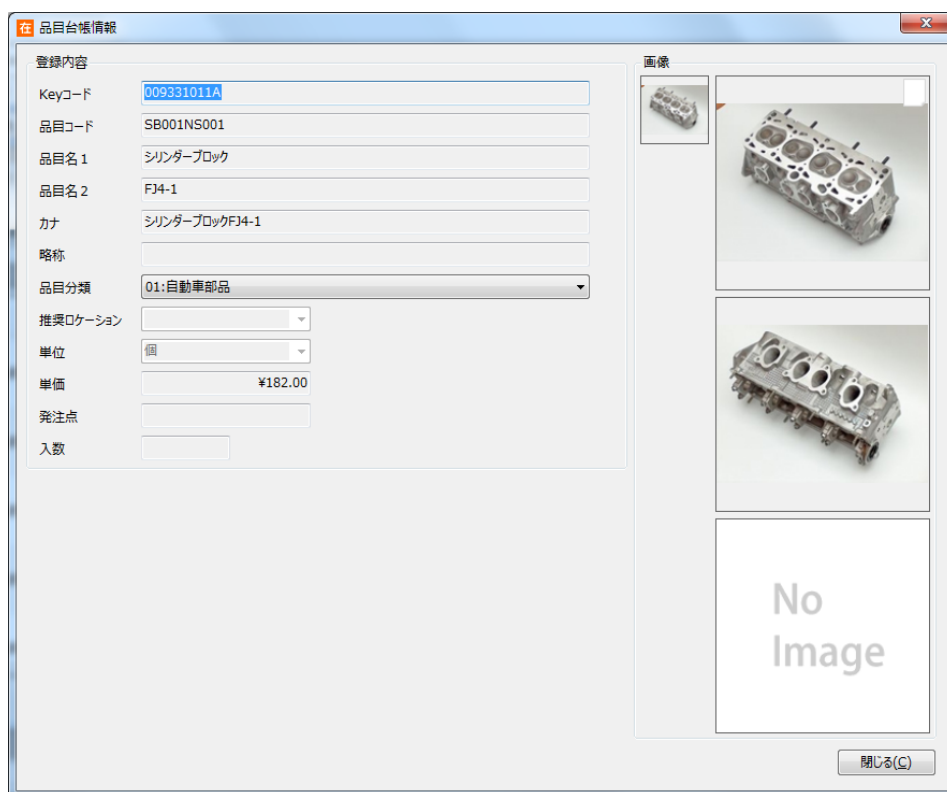 在 品目台帳情報
登録内容
Keyコード 009331011A
品目コード SB001NS001
品目名1 シリンダーブロック
品目名2 FJ4-1
カナ シリンダーブロックFJ4-1
略称
品目分類 01:自動車部品
推奨ロケーション
単位 個
単価 ¥182.00
発注点
入数
画像
No
Image
閉じる(C)